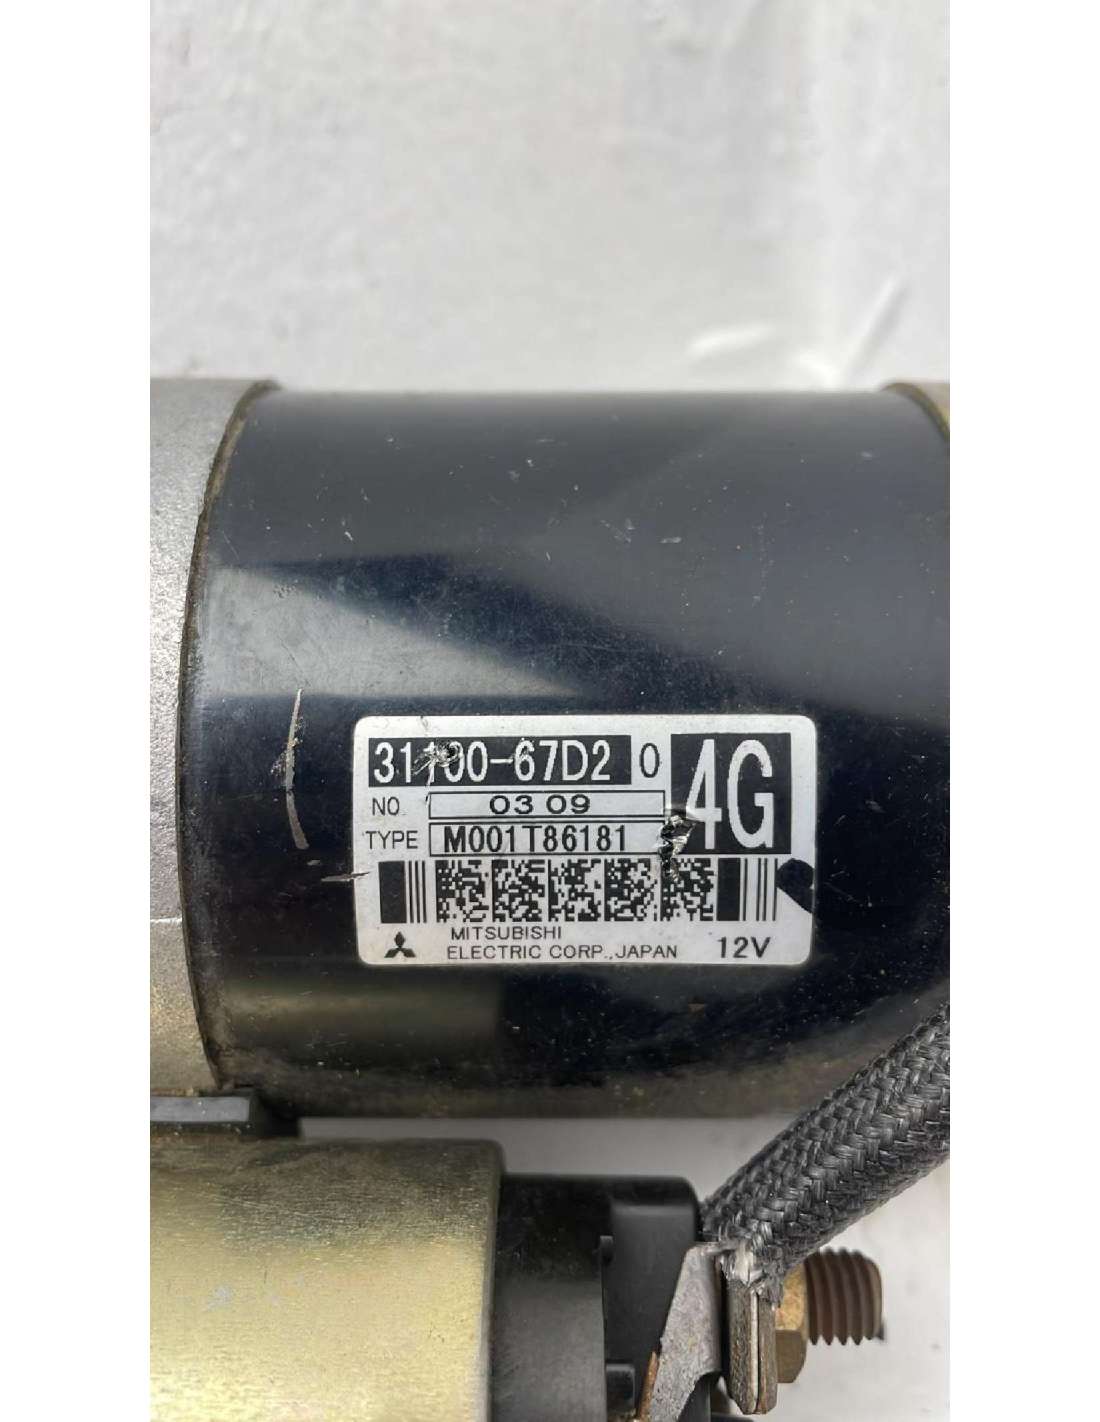 31100-67D2 0 4G
NO. 03 09
TYPE M001T86181
MITSUBISHI
ELECTRIC CORP., JAPAN 12V